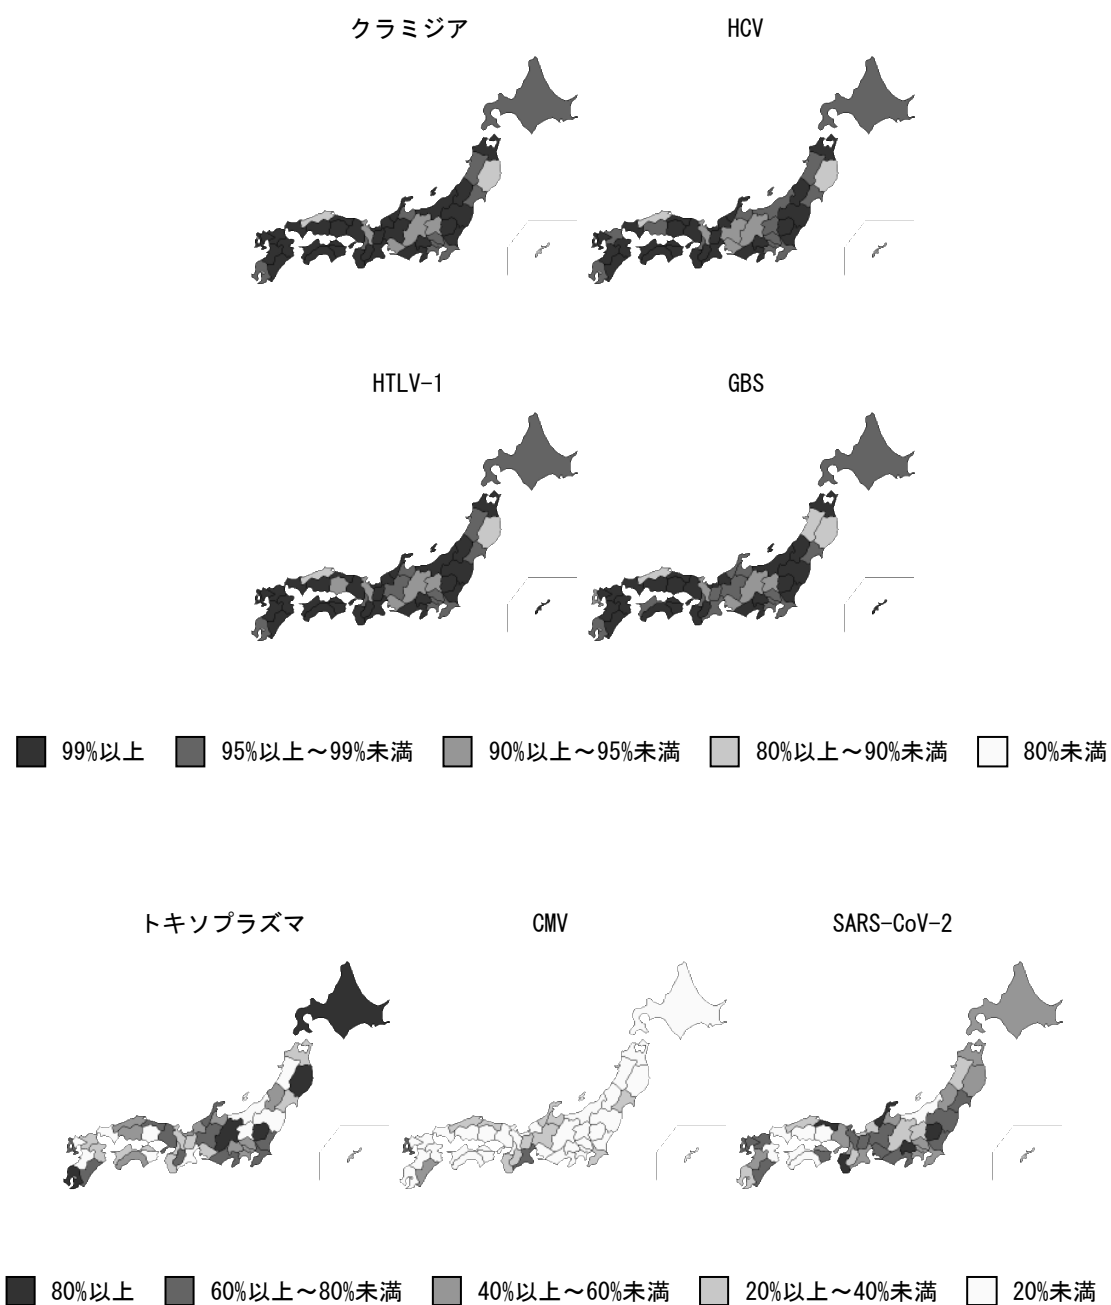 クラミジア HCV
HTLV-1 GBS
99%以上 95%以上～99%未満 90%以上～95%未満 80%以上～90%未満 80%未満
トキソプラズマ CMV SARS-CoV-2
80%以上 60%以上～80%未満 40%以上～60%未満 20%以上～40%未満 20%未満